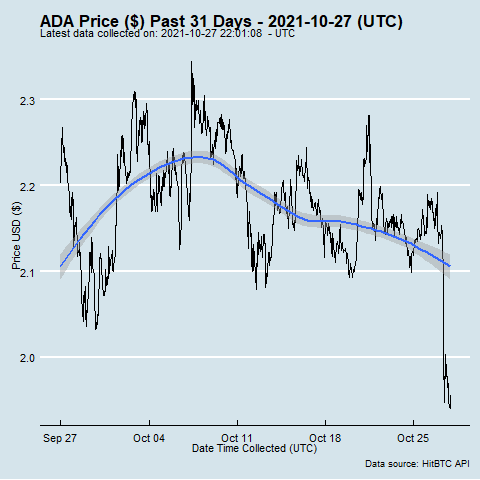 ADA Price ($) Past 31 Days - 2021-10-27 (UTC)
Latest data collected on: 2021-10-27 22:01:08 - UTC
Price USD ($)
2.3
2.2
2.1
2.0
Sep 27 Oct 04 Oct 11 Oct 18 Oct 25
Date Time Collected (UTC)
Data source: HitBTC API